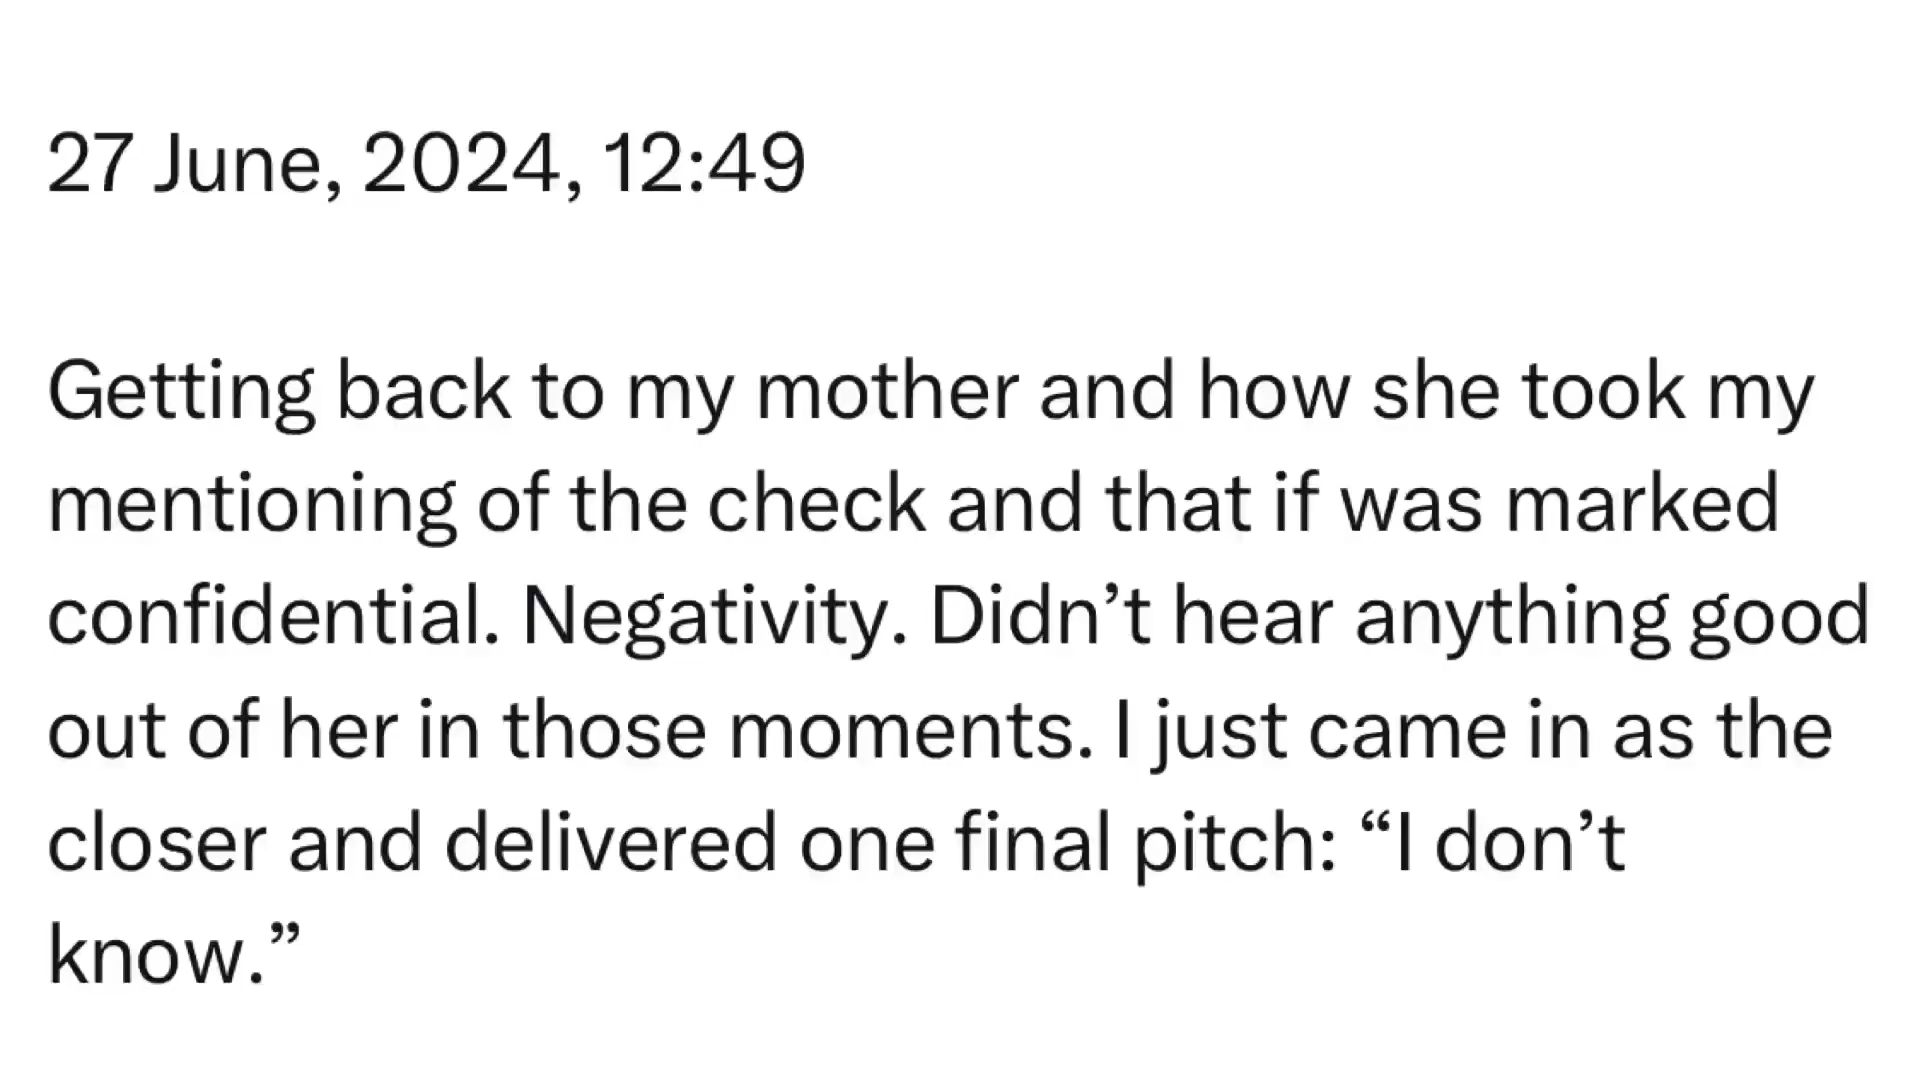 27 June, 2024, 12:49
Getting back to my mother and how she took my
mentioning of the check and that if was marked
confidential. Negativity. Didn’t hear anything good
out of her in those moments. I just came in as the
closer and delivered one final pitch: “I don’t
know.”